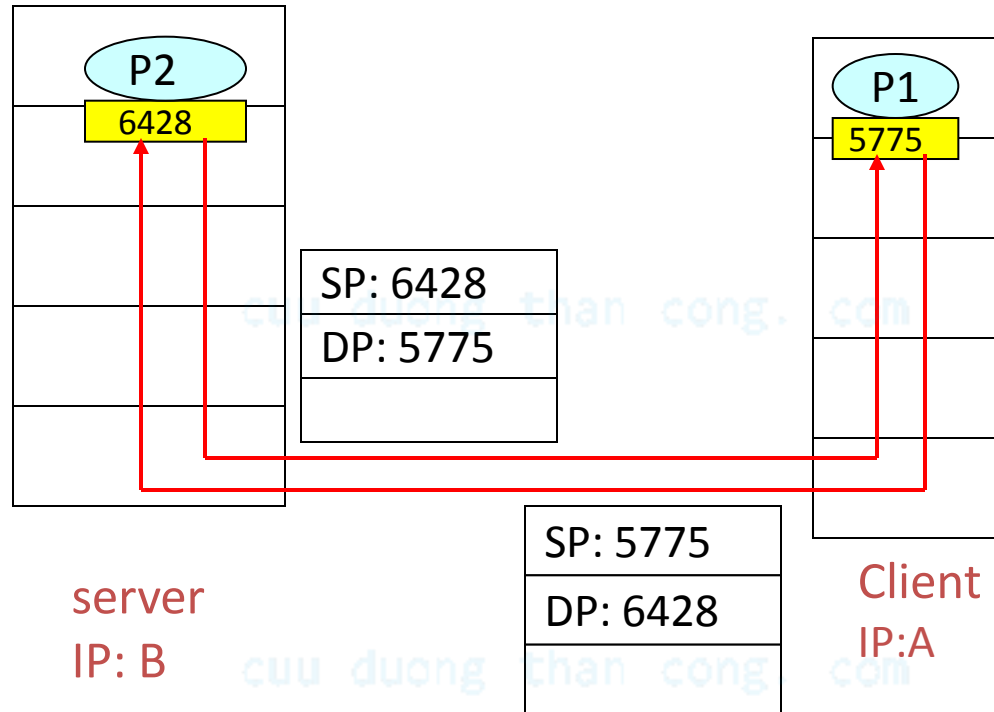 P2
6428
P1
5775
SP: 6428
DP: 5775
cuu duong than cong. com
SP: 5775
DP: 6428
server
IP: B
Client
IP:A
cuu duong than cong. com